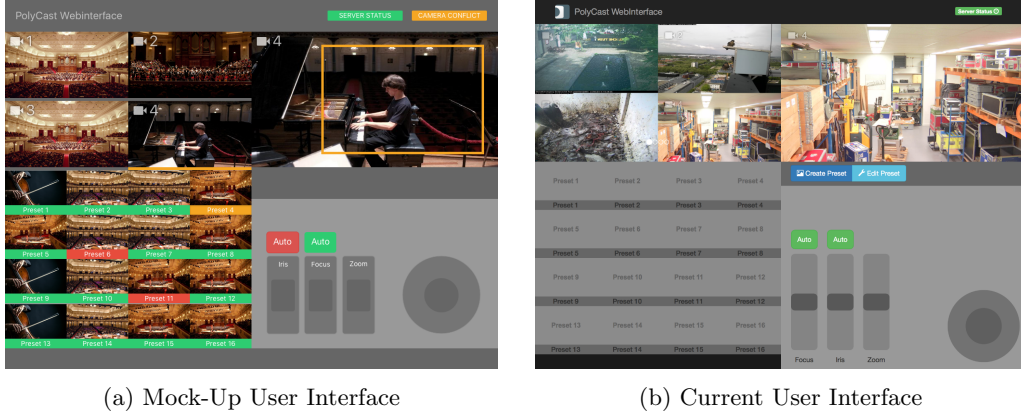 PolyCast WebInterface
SERVER STATUS
CAMERA CONFLICT
1
2
4
3
4
Preset 1 Preset 2 Preset 3 Preset 4
Preset 5 Preset 6 Preset 7 Preset 8
Preset 9 Preset 10 Preset 11 Preset 12
Preset 13 Preset 14 Preset 15 Preset 16
Auto Auto
Iris Focus Zoom
(a) Mock-Up User Interface
PolyCast WebInterface
Server Status
4
Preset 1 Preset 2 Preset 3 Preset 4
Preset 1 Preset 2 Preset 3 Preset 4
Preset 5 Preset 6 Preset 7 Preset 8
Preset 5 Preset 6 Preset 7 Preset 8
Preset 9 Preset 10 Preset 11 Preset 12
Preset 9 Preset 10 Preset 11 Preset 12
Preset 13 Preset 14 Preset 15 Preset 16
Preset 13 Preset 14 Preset 15 Preset 16
Create Preset Edit Preset
Auto Auto
Focus Iris Zoom
(b) Current User Interface